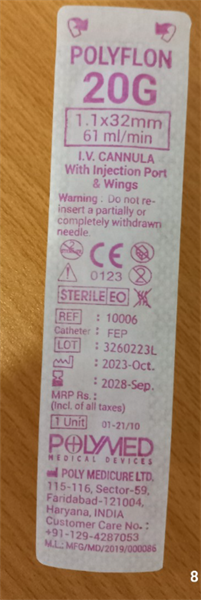 POLYFLON
20G
1.1x32mm
61 ml/min
I.V. CANNULA
With Injection Port
& Wings
Warning : Do not re-
insert a partially or
completely withdrawn
needle.
CE
0123
STERILE EO
REF : 10006
Catheter : FEP
LOT : 3260223L
: 2023-Oct.
: 2028-Sep.
MRP Rs. :
(Incl. of all taxes)
1 Unit 01-21/10
POLYMED
MEDICAL DEVICES
POLY MEDICURE LTD.
115-116, Sector-59,
Faridabad-121004,
Haryana, INDIA
Customer Care No.:
+91-129-4287053
M.L.: MFG/MD/2019/000086
8